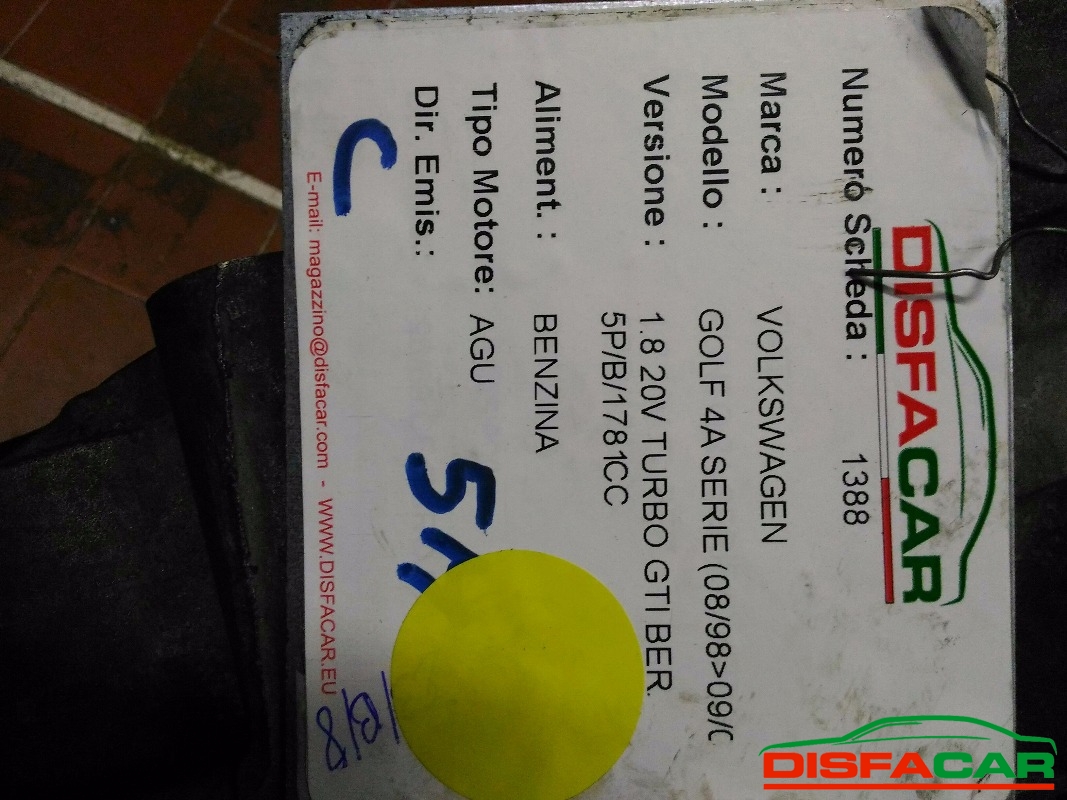 DISFACAR
Numero Scheda : 1388
Marca : VOLKSWAGEN
Modello : GOLF 4A SERIE (08/98>09/0
Versione : 1.8 20V TURBO GTI BER.
5P/B/1781CC
Aliment. : BENZINA
Tipo Motore: AGU
Dir. Emis.:
C
E-mail: magazzino@disfacar.com - WWW.DISFACAR.EU
DISFACAR